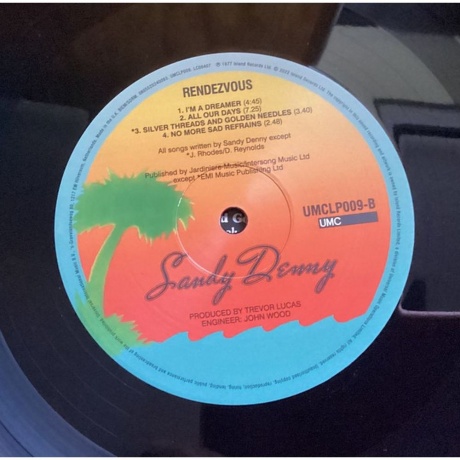 RENDEZVOUS
1. I'M A DREAMER (4:45)
2. ALL OUR DAYS (7.25)
*3. SILVER THREADS AND GOLDEN NEEDLES (3.40)
4. NO MORE SAD REFRAINS (2.48)
All songs written by Sandy Denny except
*J. Rhodes/D. Reynolds
Published by Jardiniere Music/Intersong Music Ltd
except *EMI Music Publishing Ltd
UMCLP009-B
UMC
Sandy Denny
PRODUCED BY TREVOR LUCAS
ENGINEER: JOHN WOOD